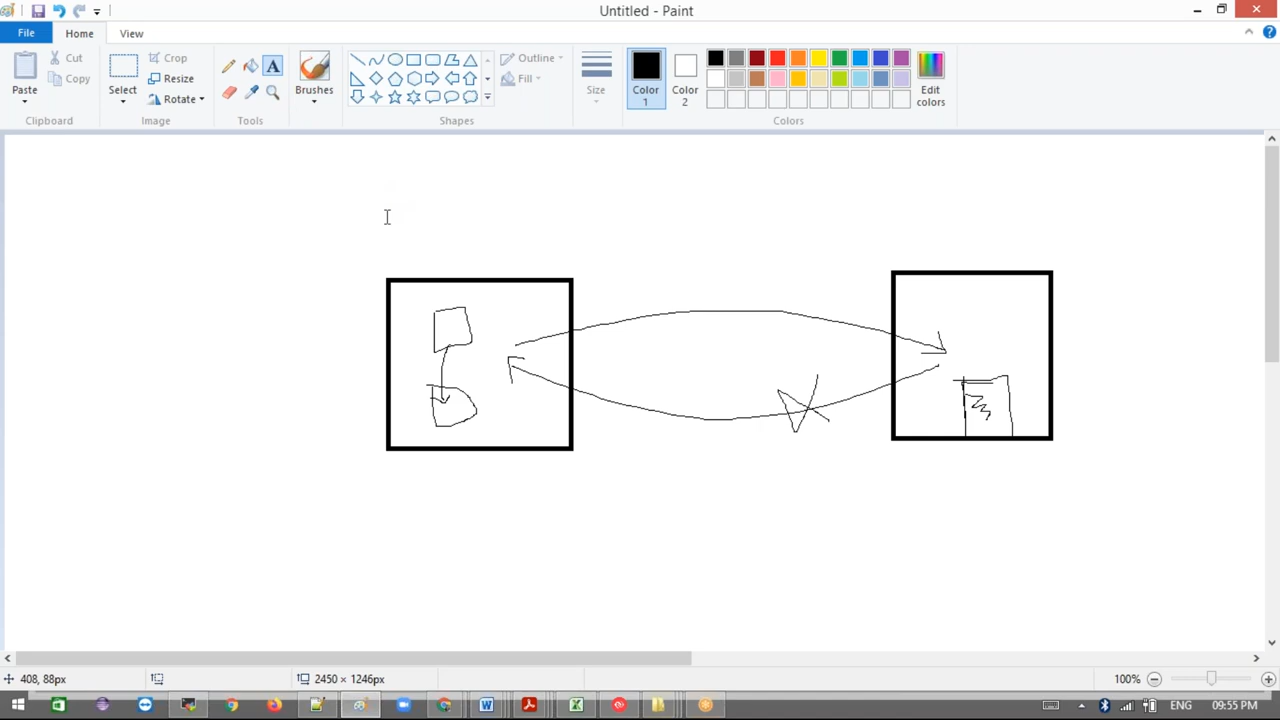 Untitled - Paint
File
Home
View
Paste
Cut
Copy
Clipboard
Select
Crop
Resize
Rotate
Image
A
Tools
Brushes
Shapes
Outline
Fill
Size
Color 1
Color 2
Edit colors
Colors
408, 88px
2450 × 1246px
100%
ENG
09:55 PM